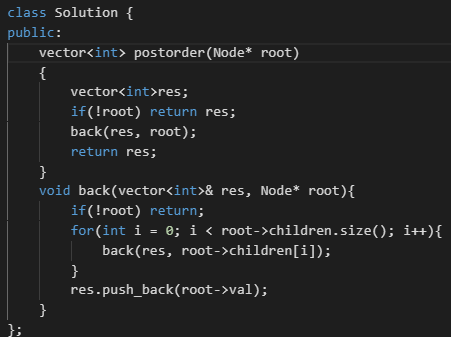 class Solution {
public:
    vector<int> postorder(Node* root)
    {
        vector<int>res;
        if(!root) return res;
        back(res, root);
        return res;
    }
    void back(vector<int>& res, Node* root){
        if(!root) return;
        for(int i = 0; i < root->children.size(); i++){
            back(res, root->children[i]);
        }
        res.push_back(root->val);
    }
};